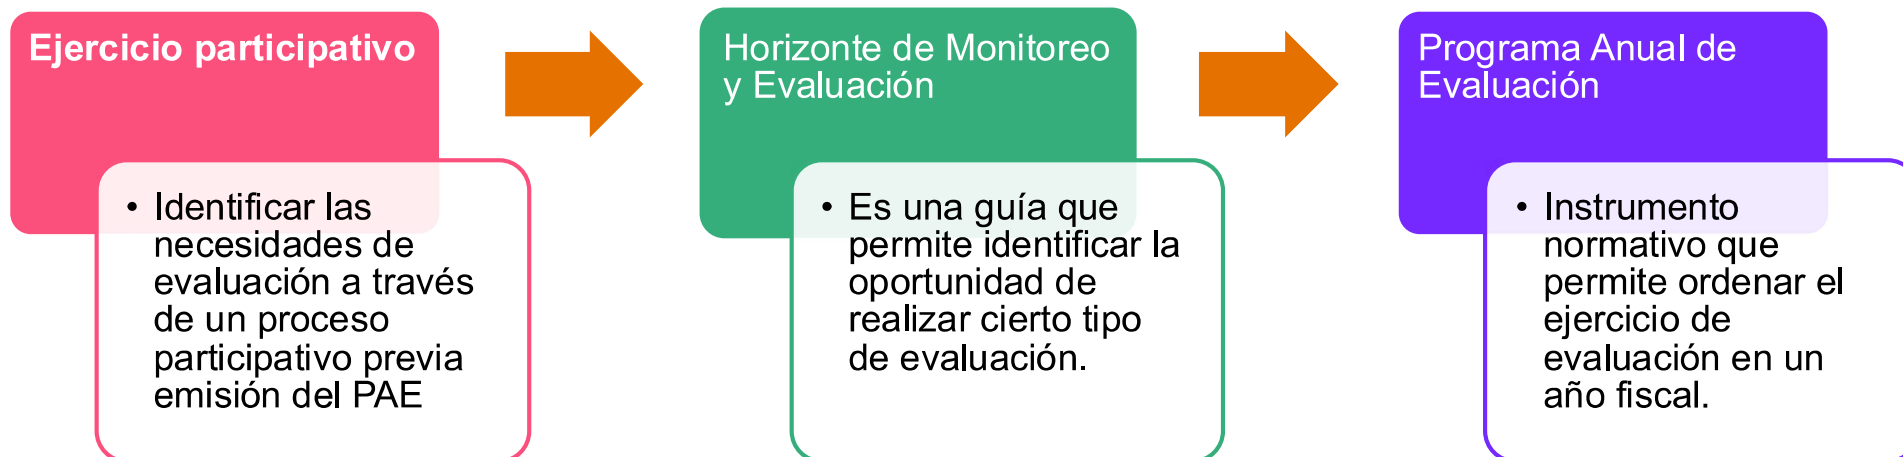 Ejercicio participativo
• Identificar las
necesidades de
evaluación a través
de un proceso
participativo previa
emisión del PAE
Horizonte de Monitoreo
y Evaluación
• Es una guía que
permite identificar la
oportunidad de
realizar cierto tipo
de evaluación.
Programa Anual de
Evaluación
• Instrumento
normativo que
permite ordenar el
ejercicio de
evaluación en un
año fiscal.